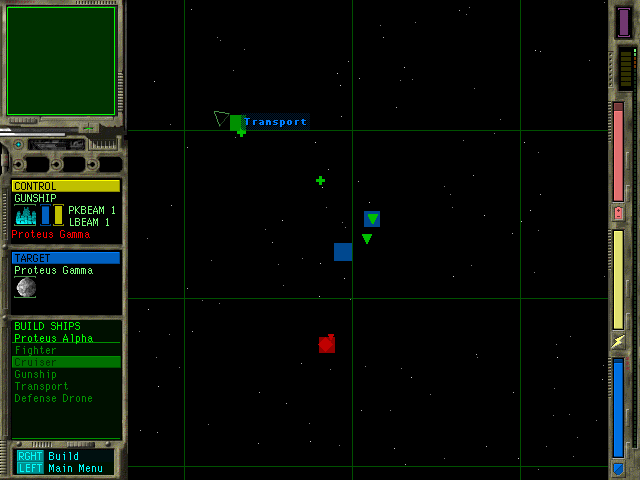 Transport
CONTROL
GUNSHIP
PKBEAM 1
LBEAM 1
Proteus Gamma
TARGET
Proteus Gamma
BUILD SHIPS
Proteus Alpha
Fighter
Cruiser
Gunship
Transport
Defense Drone
RGHT Build
LEFT Main Menu